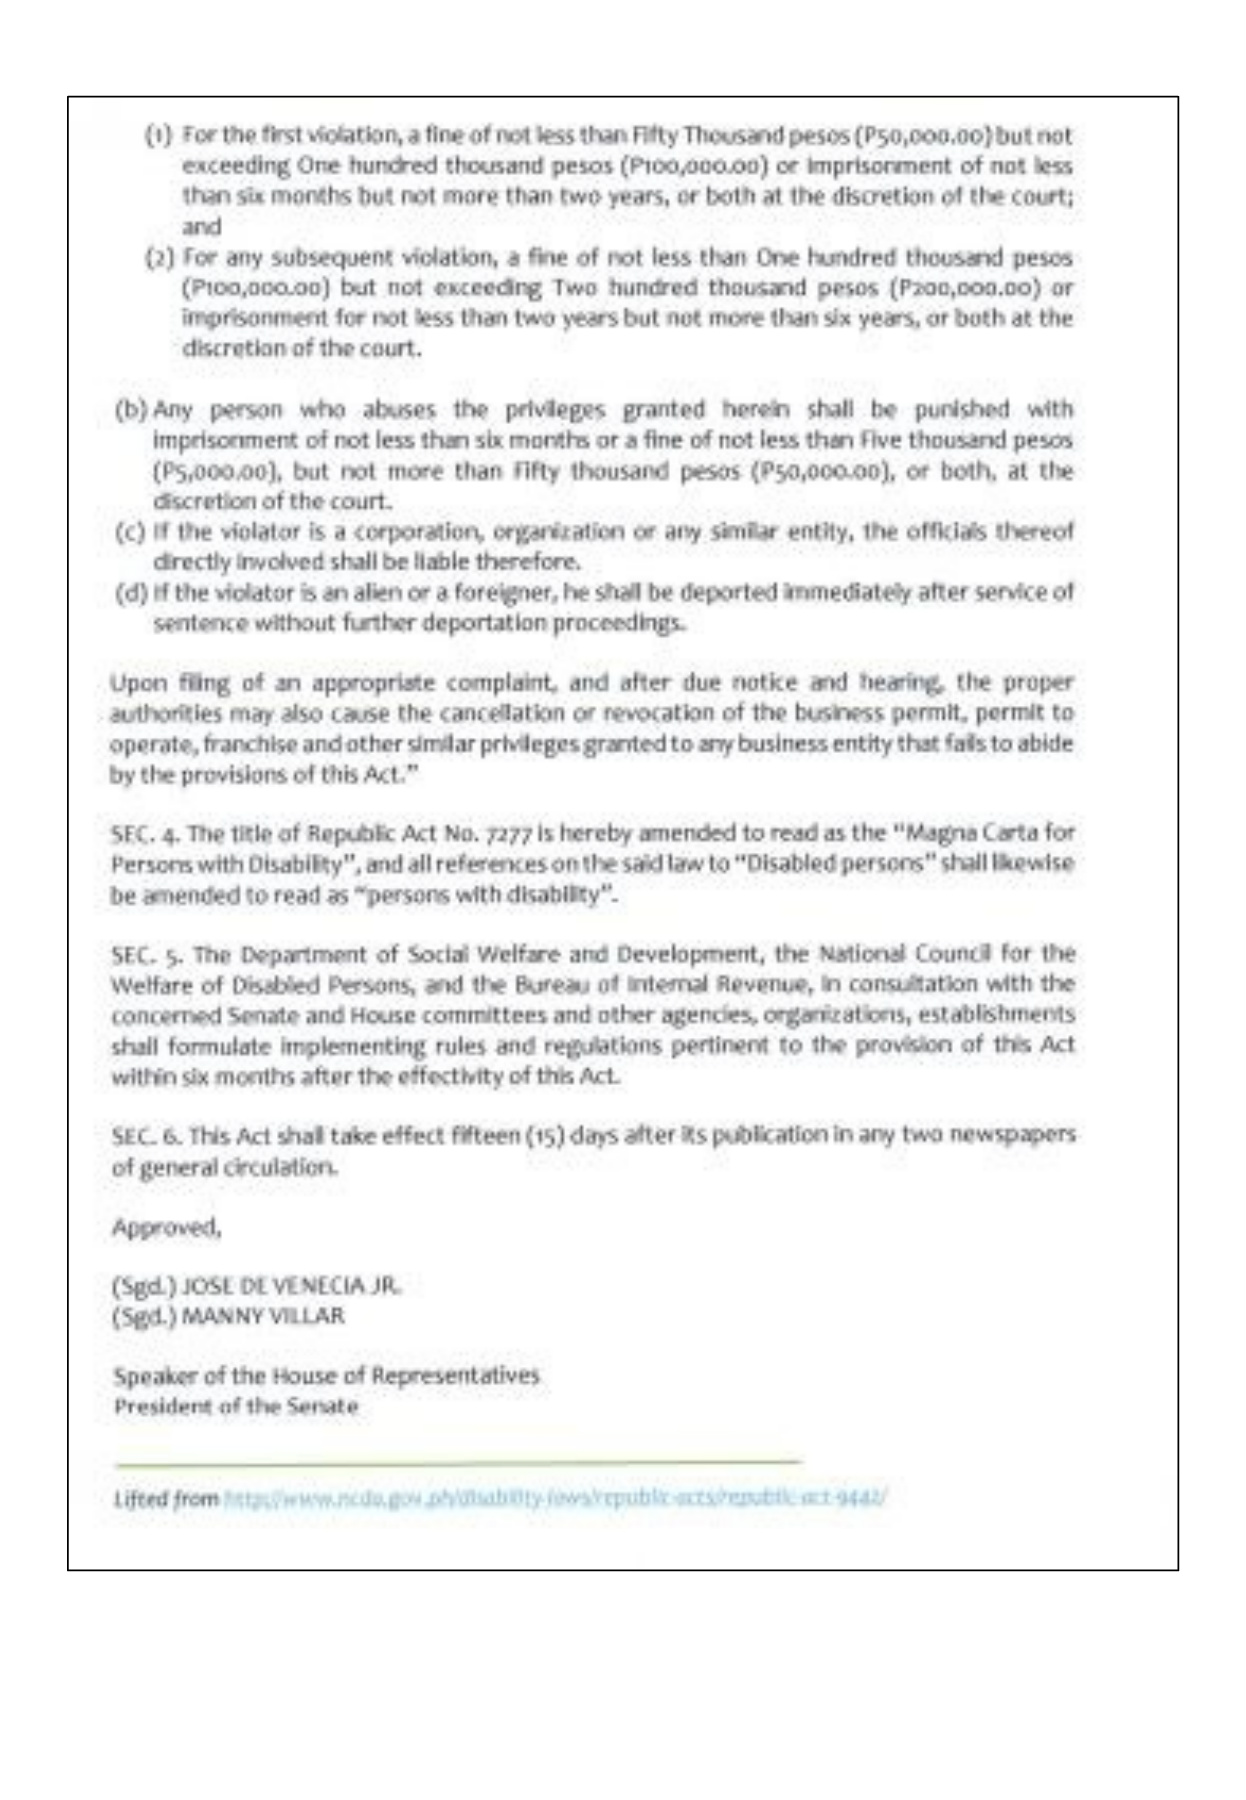 (1) For the first violation, a fine of not less than Fifty Thousand pesos (P50,000.00) but not
exceeding One hundred thousand pesos (P100,000.00) or imprisonment of not less
than six months but not more than two years, or both at the discretion of the court;
and
(2) For any subsequent violation, a fine of not less than One hundred thousand pesos
(P100,000.00) but not exceeding Two hundred thousand pesos (P200,000.00) or
imprisonment for not less than two years but not more than six years, or both at the
discretion of the court.
(b) Any person who abuses the privileges granted herein shall be punished with
imprisonment of not less than six months or a fine of not less than Five thousand pesos
(P5,000.00), but not more than Fifty thousand pesos (P50,000.00), or both, at the
discretion of the court.
(c) If the violator is a corporation, organization or any similar entity, the officials thereof
directly involved shall be liable therefore.
(d) If the violator is an alien or a foreigner, he shall be deported immediately after service of
sentence without further deportation proceedings.
Upon filing of an appropriate complaint, and after due notice and hearing, the proper
authorities may also cause the cancellation or revocation of the business permit, permit to
operate, franchise and other similar privileges granted to any business entity that fails to abide
by the provisions of this Act."
SEC. 4. The title of Republic Act No. 7277 is hereby amended to read as the "Magna Carta for
Persons with Disability", and all references on the said law to "Disabled persons" shall likewise
be amended to read as "persons with disability".
SEC. 5. The Department of Social Welfare and Development, the National Council for the
Welfare of Disabled Persons, and the Bureau of Internal Revenue, in consultation with the
concerned Senate and House committees and other agencies, organizations, establishments
shall formulate implementing rules and regulations pertinent to the provision of this Act
within six months after the effectivity of this Act.
SEC. 6. This Act shall take effect fifteen (15) days after its publication in any two newspapers
of general circulation.
Approved,
(Sgd.) JOSE DE VENECIA JR.
(Sgd.) MANNY VILLAR
Speaker of the House of Representatives
President of the Senate
Lifted from http://www.ncda.gov.ph/disability-laws/republic-acts/republic-act-9442/